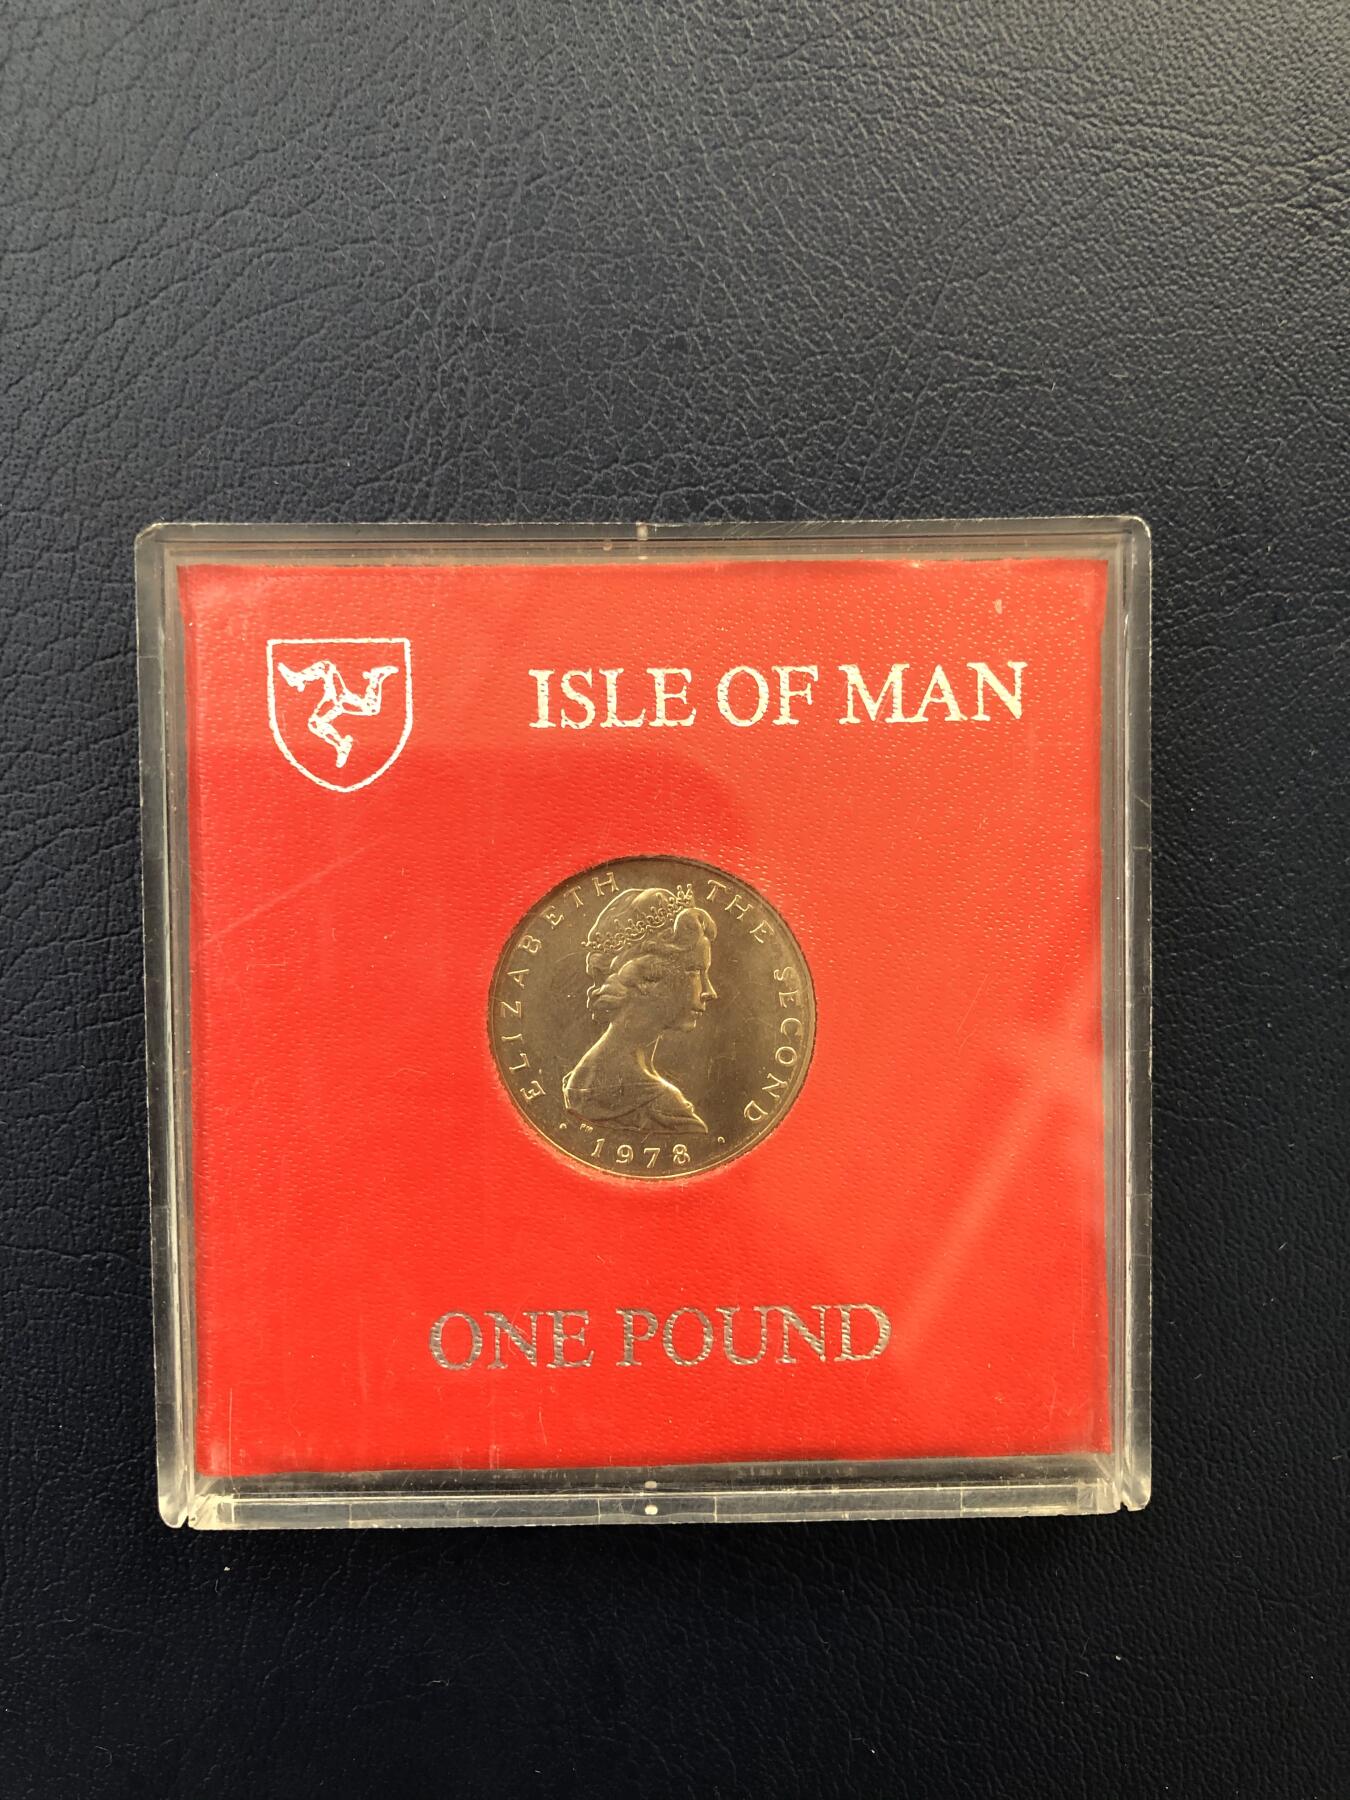 ISLE OF MAN
ELIZABETH THE SECOND
• 1978 •
ONE POUND